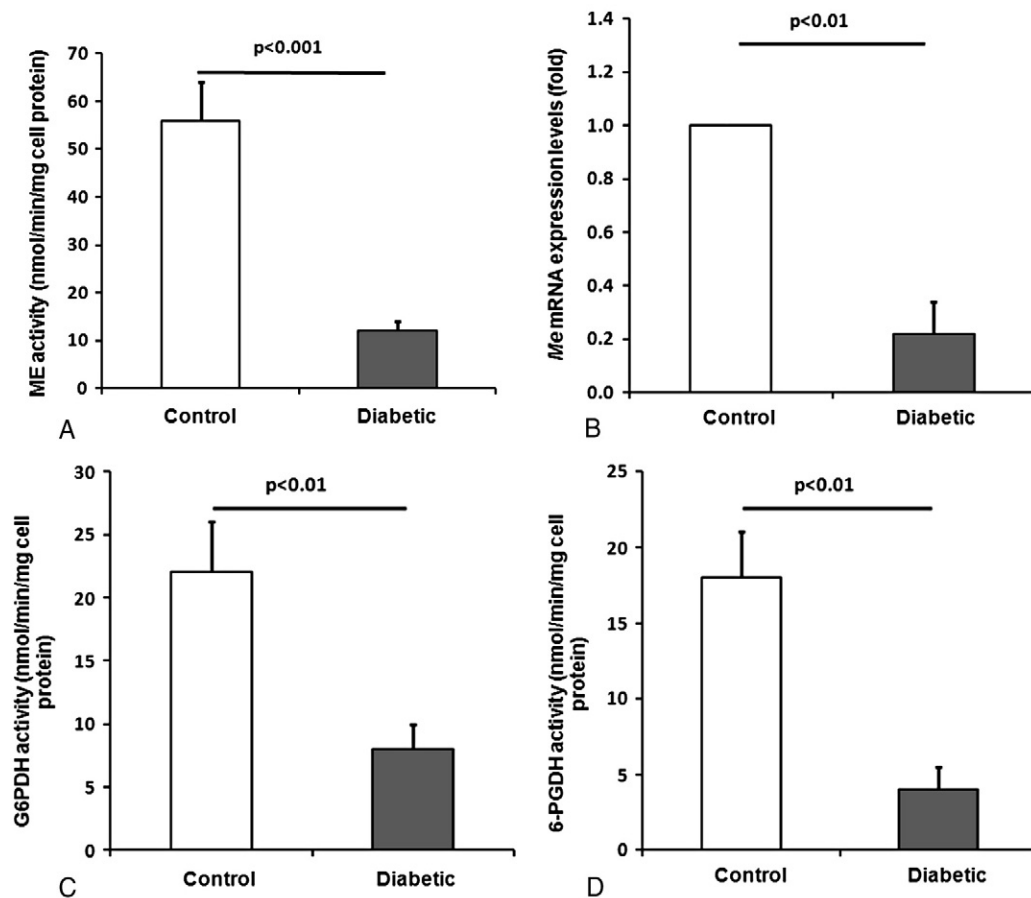 p<0.001
ME activity (nmol/min/mg cell protein)
70
60
50
40
30
20
10
0
Control Diabetic
A
p<0.01
Me mRNA expression levels (fold)
1.4
1.2
1.0
0.8
0.6
0.4
0.2
0.0
Control Diabetic
B
p<0.01
G6PDH activity (nmol/min/mg cell
protein)
30
25
20
15
10
5
0
Control Diabetic
C
p<0.01
6-PGDH activity (nmol/min/mg cell
protein)
25
20
15
10
5
0
Control Diabetic
D